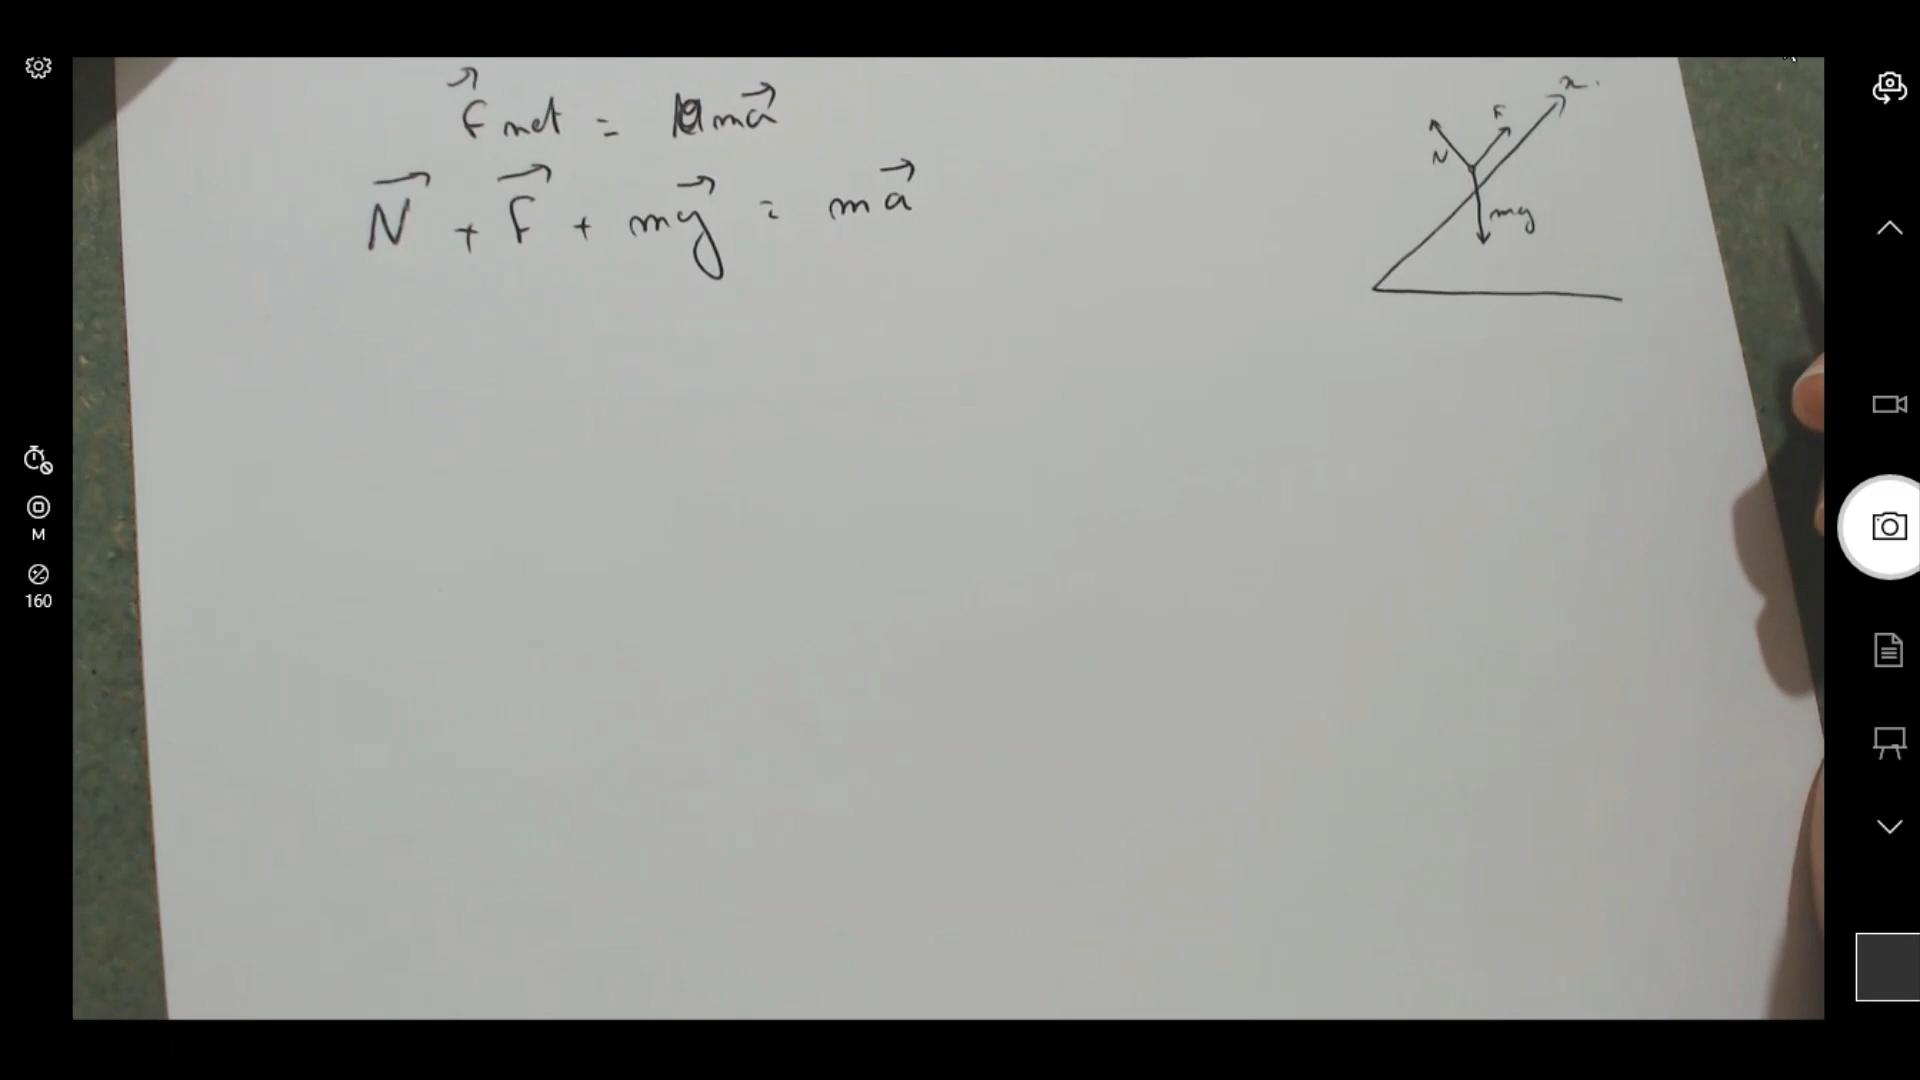 F⃗ net = m a⃗
N⃗ + F⃗ + m g⃗ = m a⃗
x
F
N
mg
M
160